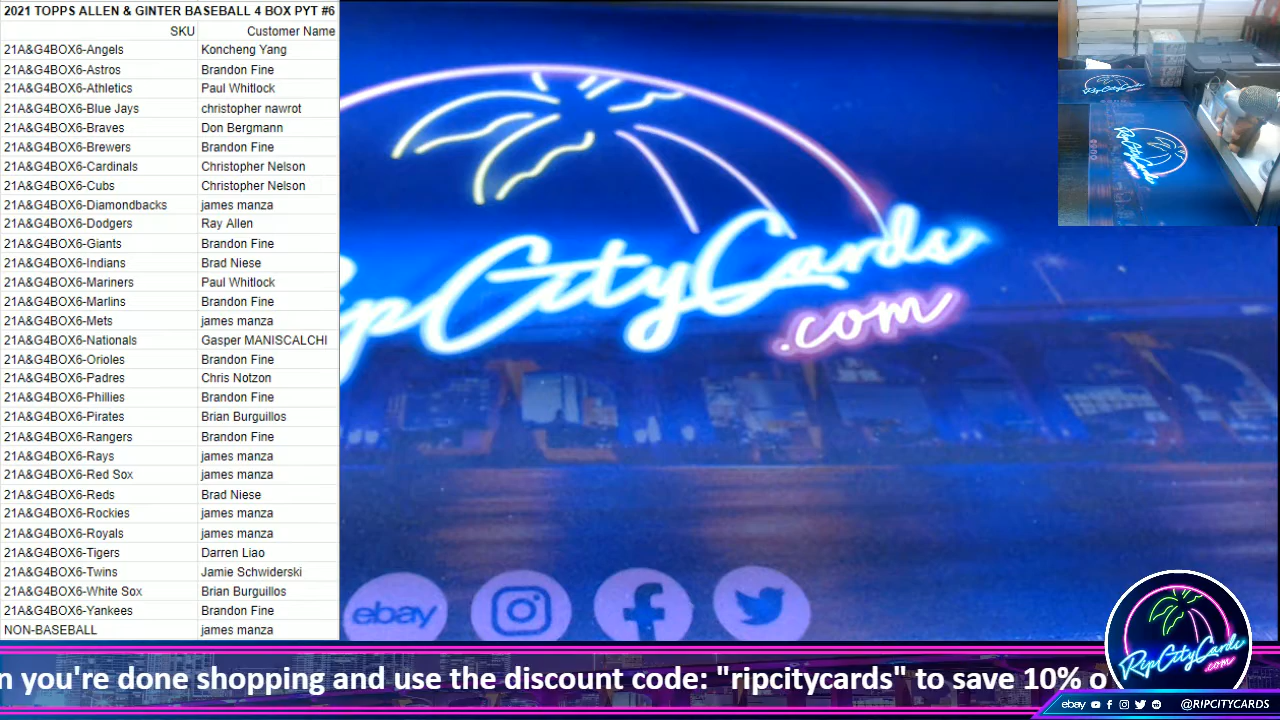 2021 TOPPS ALLEN & GINTER BASEBALL 4 BOX PYT #6
SKU Customer Name
21A&G4BOX6-Angels Koncheng Yang
21A&G4BOX6-Astros Brandon Fine
21A&G4BOX6-Athletics Paul Whitlock
21A&G4BOX6-Blue Jays christopher nawrot
21A&G4BOX6-Braves Don Bergmann
21A&G4BOX6-Brewers Brandon Fine
21A&G4BOX6-Cardinals Christopher Nelson
21A&G4BOX6-Cubs Christopher Nelson
21A&G4BOX6-Diamondbacks james manza
21A&G4BOX6-Dodgers Ray Allen
21A&G4BOX6-Giants Brandon Fine
21A&G4BOX6-Indians Brad Niese
21A&G4BOX6-Mariners Paul Whitlock
21A&G4BOX6-Marlins Brandon Fine
21A&G4BOX6-Mets james manza
21A&G4BOX6-Nationals Gasper MANISCALCHI
21A&G4BOX6-Orioles Brandon Fine
21A&G4BOX6-Padres Chris Notzon
21A&G4BOX6-Phillies Brandon Fine
21A&G4BOX6-Pirates Brian Burguillos
21A&G4BOX6-Rangers Brandon Fine
21A&G4BOX6-Rays james manza
21A&G4BOX6-Red Sox james manza
21A&G4BOX6-Reds Brad Niese
21A&G4BOX6-Rockies james manza
21A&G4BOX6-Royals james manza
21A&G4BOX6-Tigers Darren Liao
21A&G4BOX6-Twins Jamie Schwiderski
21A&G4BOX6-White Sox Brian Burguillos
21A&G4BOX6-Yankees Brandon Fine
NON-BASEBALL james manza
ipCityCards
.com
ebay
RipCityCards
RipCityCards
RipCityCards
.com
n you're done shopping and use the discount code: "ripcitycards" to save 10% o
ebay @RIPCITYCARDS